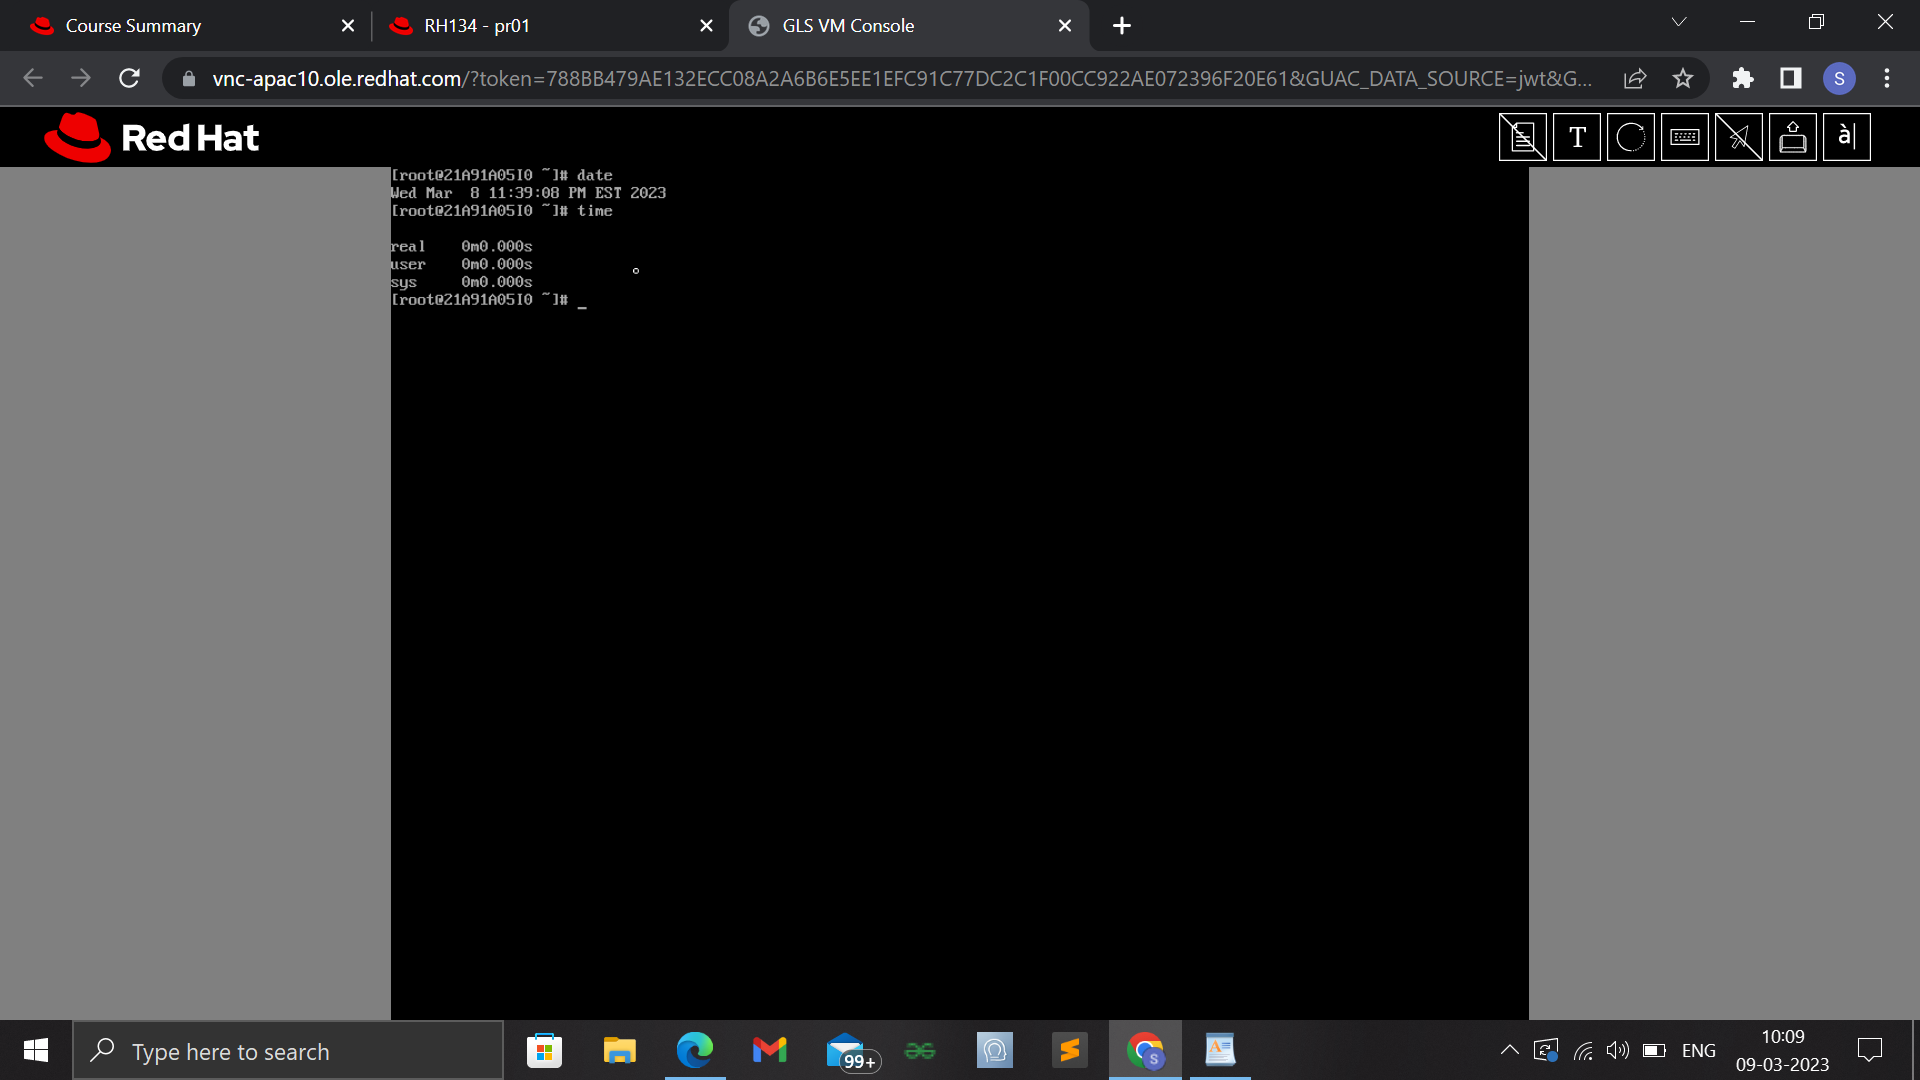 Course Summary
RH134 - pr01
GLS VM Console
vnc-apac10.ole.redhat.com/?token=788BB479AE132ECC08A2A6B6E5EE1EFC91C77DC2C1F00CC922AE072396F20E61&GUAC_DATA_SOURCE=jwt&G...
S
Red Hat
T
à|
[root@21A91A05I0 ~]# date
Wed Mar  8 11:39:08 PM EST 2023
[root@21A91A05I0 ~]# time
real    0m0.000s
user    0m0.000s
sys     0m0.000s
[root@21A91A05I0 ~]# _
Type here to search
99+
S
ENG
10:09
09-03-2023